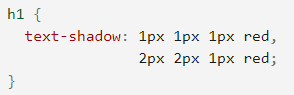 h1 {
  text-shadow: 1px 1px 1px red,
               2px 2px 1px red;
}